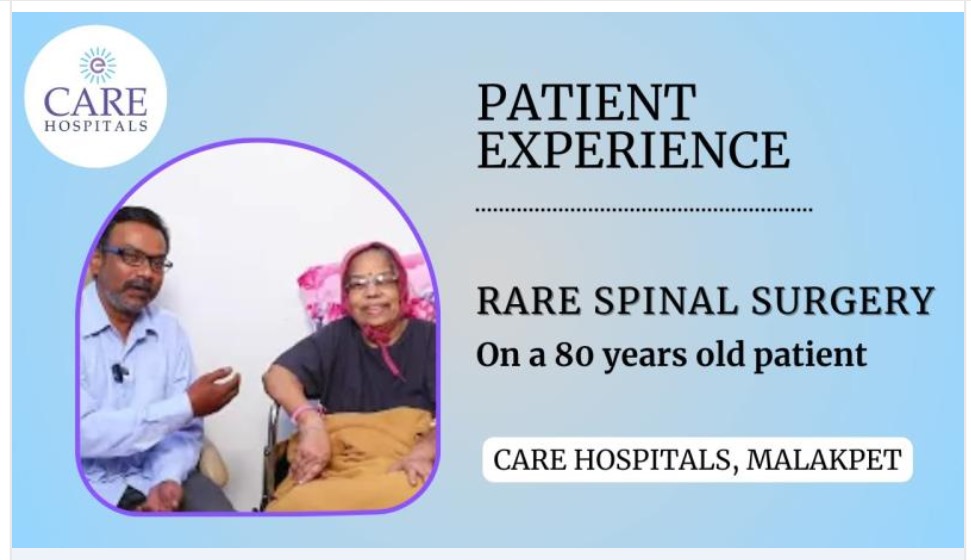 CARE
HOSPITALS
PATIENT
EXPERIENCE
RARE SPINAL SURGERY
On a 80 years old patient
CARE HOSPITALS, MALAKPET